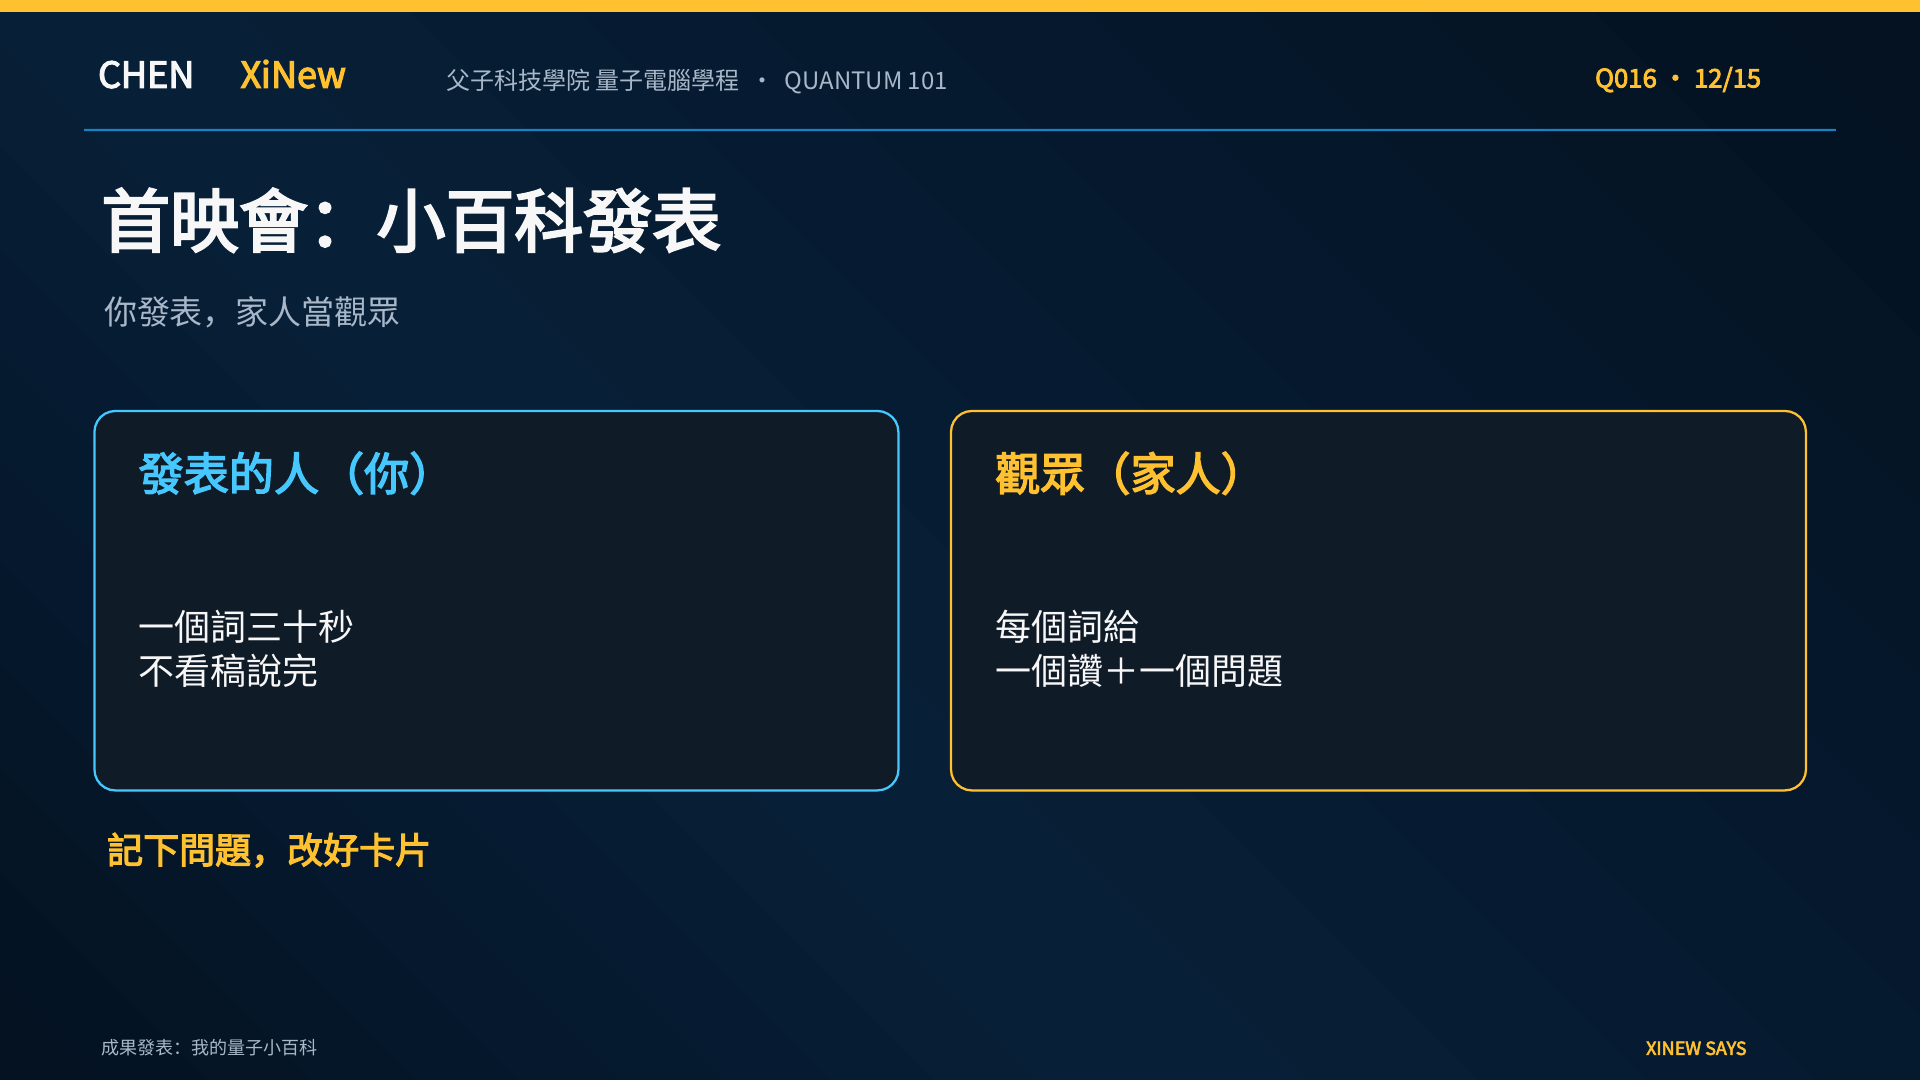 CHEN XiNew 父子科技學院 量子電腦學程 · QUANTUM 101 Q016 · 12/15
首映會：小百科發表
你發表，家人當觀眾
發表的人（你）
一個詞三十秒
不看稿說完
觀眾（家人）
每個詞給
一個讚＋一個問題
記下問題，改好卡片
成果發表：我的量子小百科 XINEW SAYS